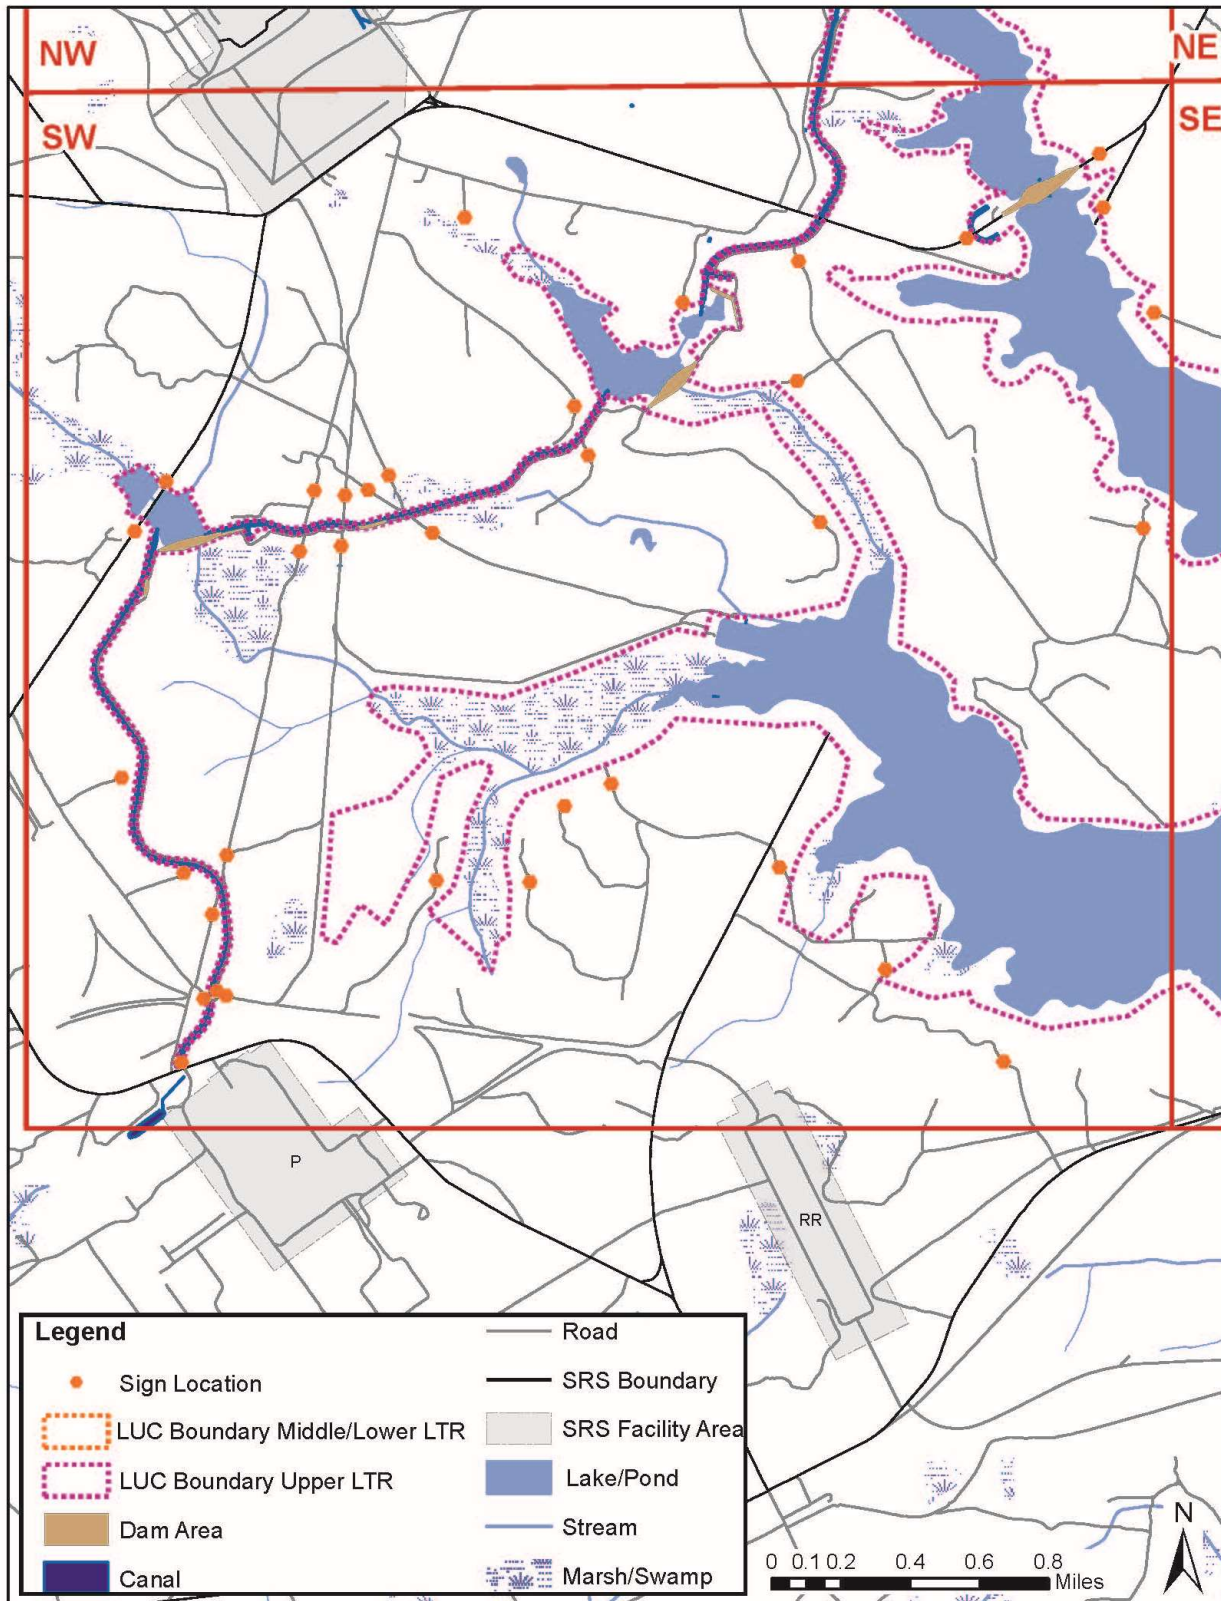 NW
NE
SW
SE
P
RR
Legend
Sign Location
LUC Boundary Middle/Lower LTR
LUC Boundary Upper LTR
Dam Area
Canal
Road
SRS Boundary
SRS Facility Area
Lake/Pond
Stream
Marsh/Swamp
N
0 0.1 0.2 0.4 0.6 0.8
Miles